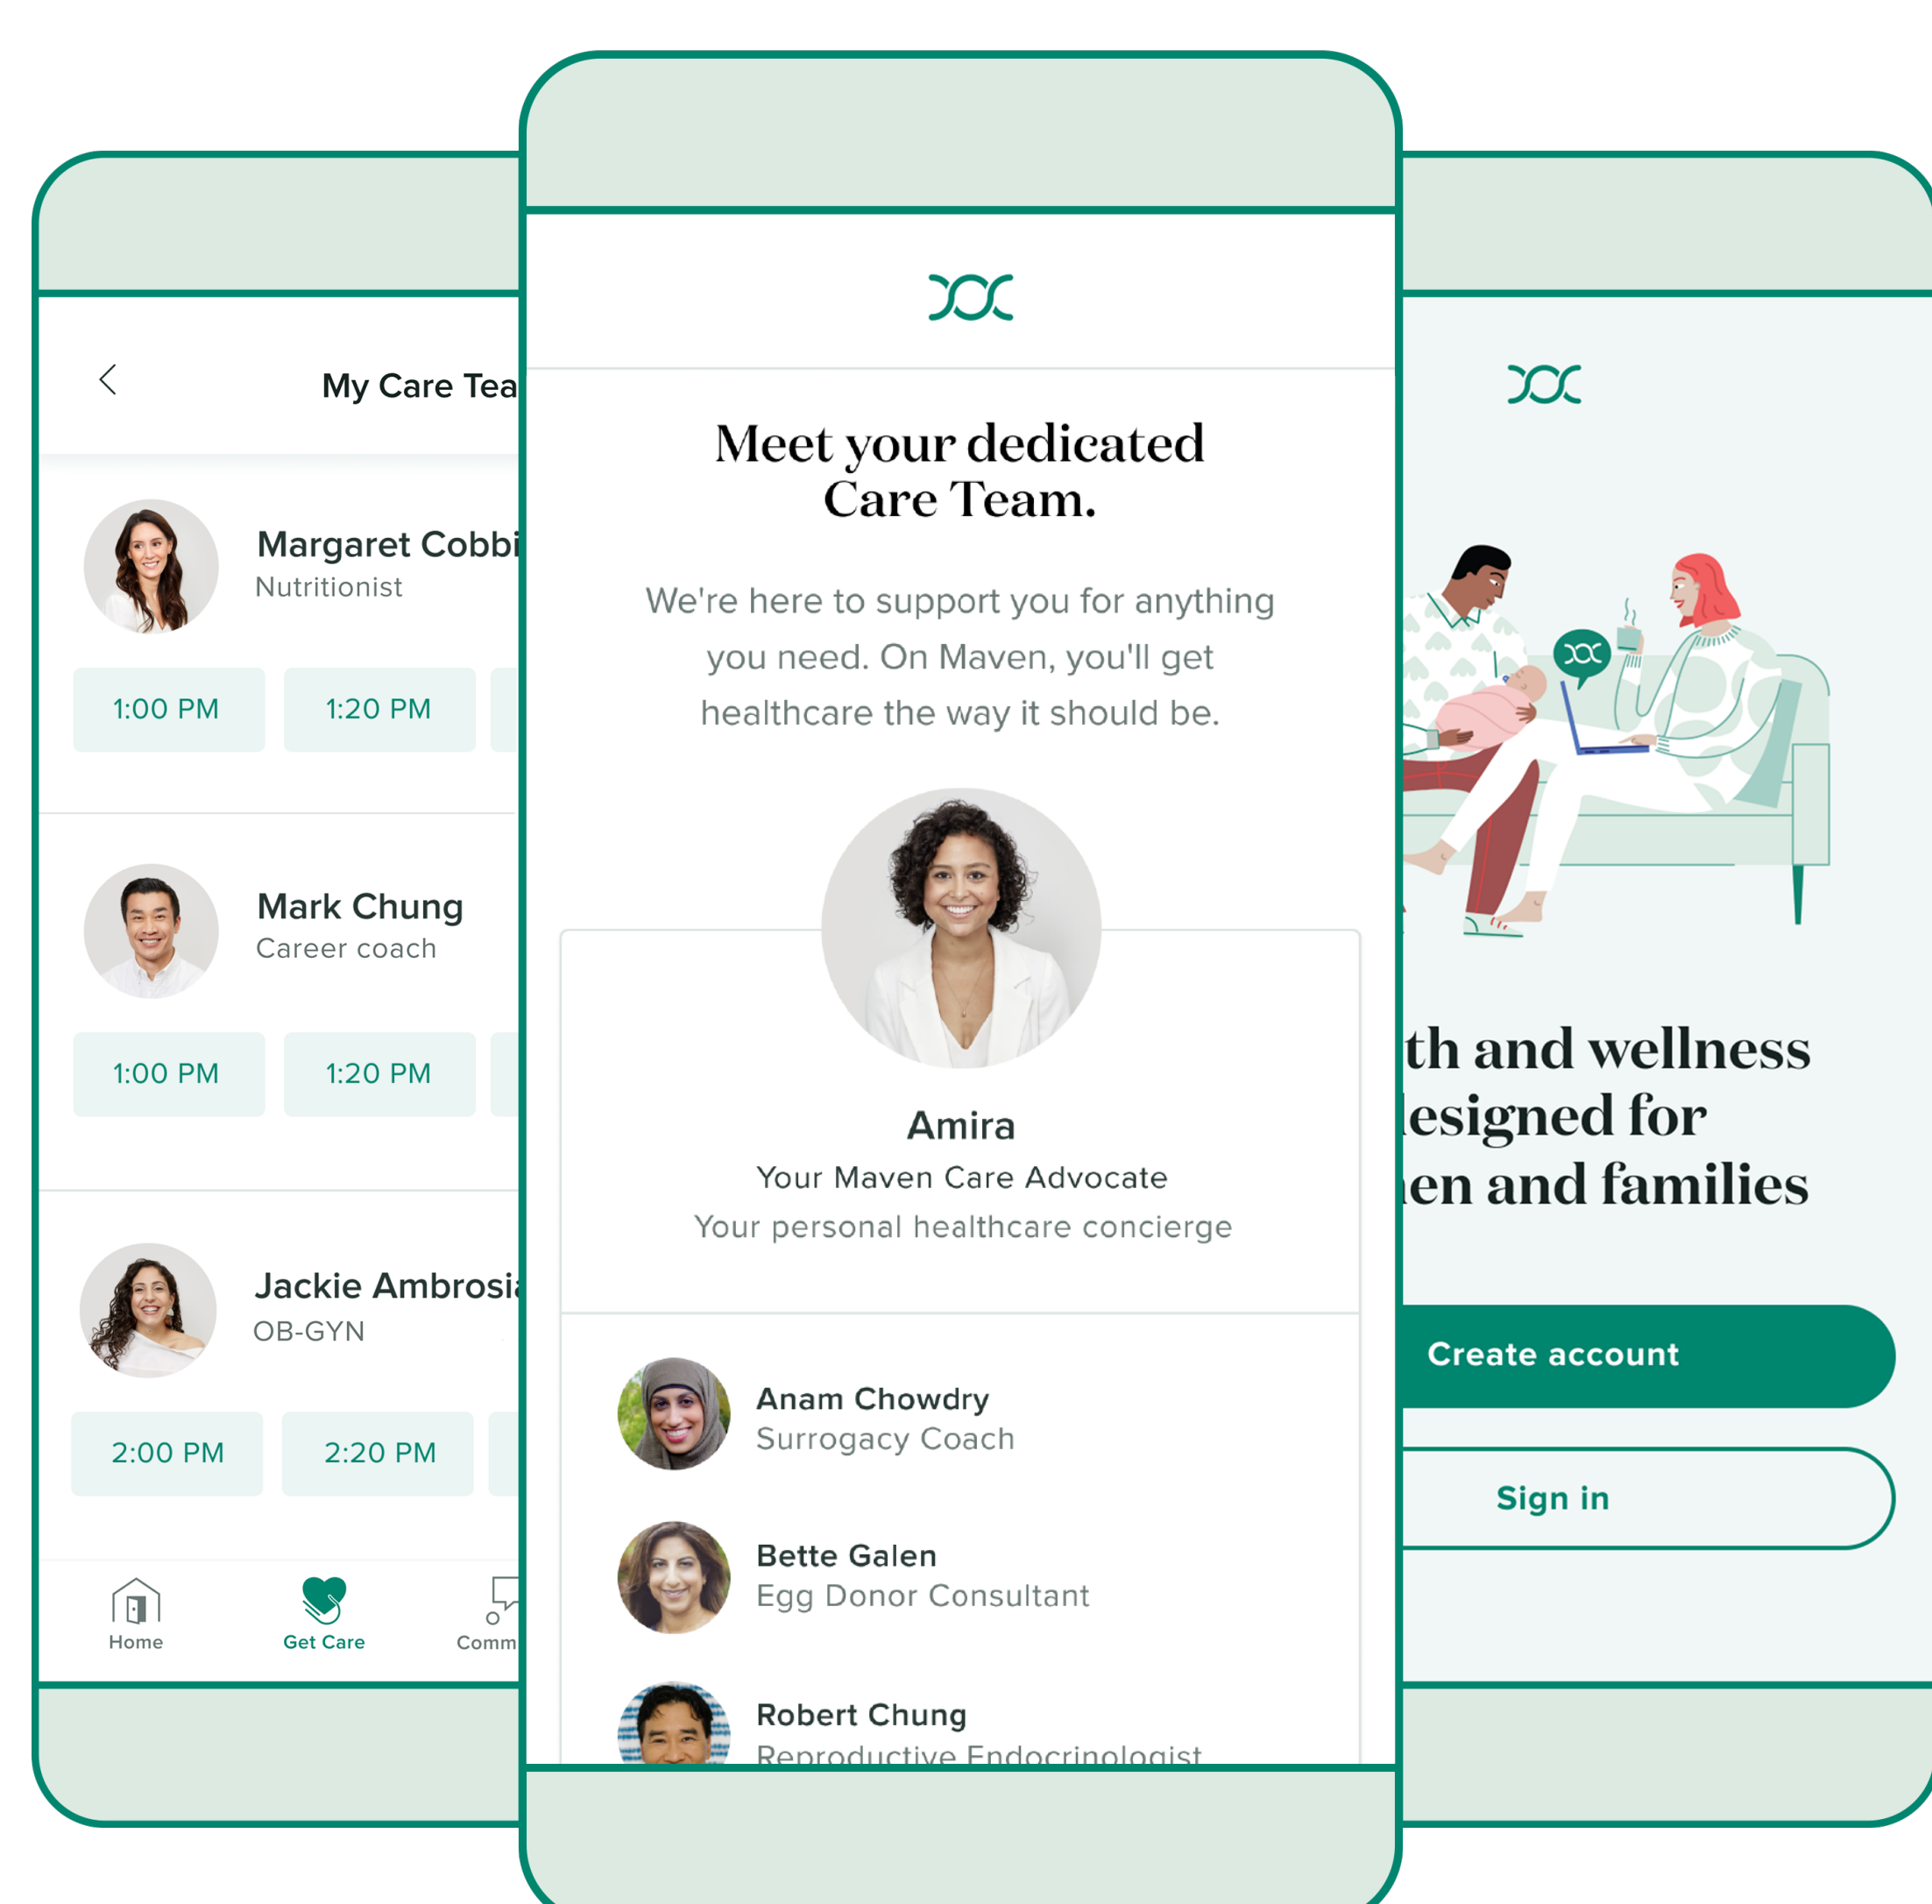 My Care Tea
Margaret Cobbi
Nutritionist
1:00 PM
1:20 PM
Mark Chung
Career coach
1:00 PM
1:20 PM
Jackie Ambrosia
OB-GYN
2:00 PM
2:20 PM
Home
Get Care
Comm
Meet your dedicated
Care Team.
We're here to support you for anything
you need. On Maven, you'll get
healthcare the way it should be.
Amira
Your Maven Care Advocate
Your personal healthcare concierge
Anam Chowdry
Surrogacy Coach
Bette Galen
Egg Donor Consultant
Robert Chung
Reproductive Endocrinologist
th and wellness
esigned for
en and families
Create account
Sign in